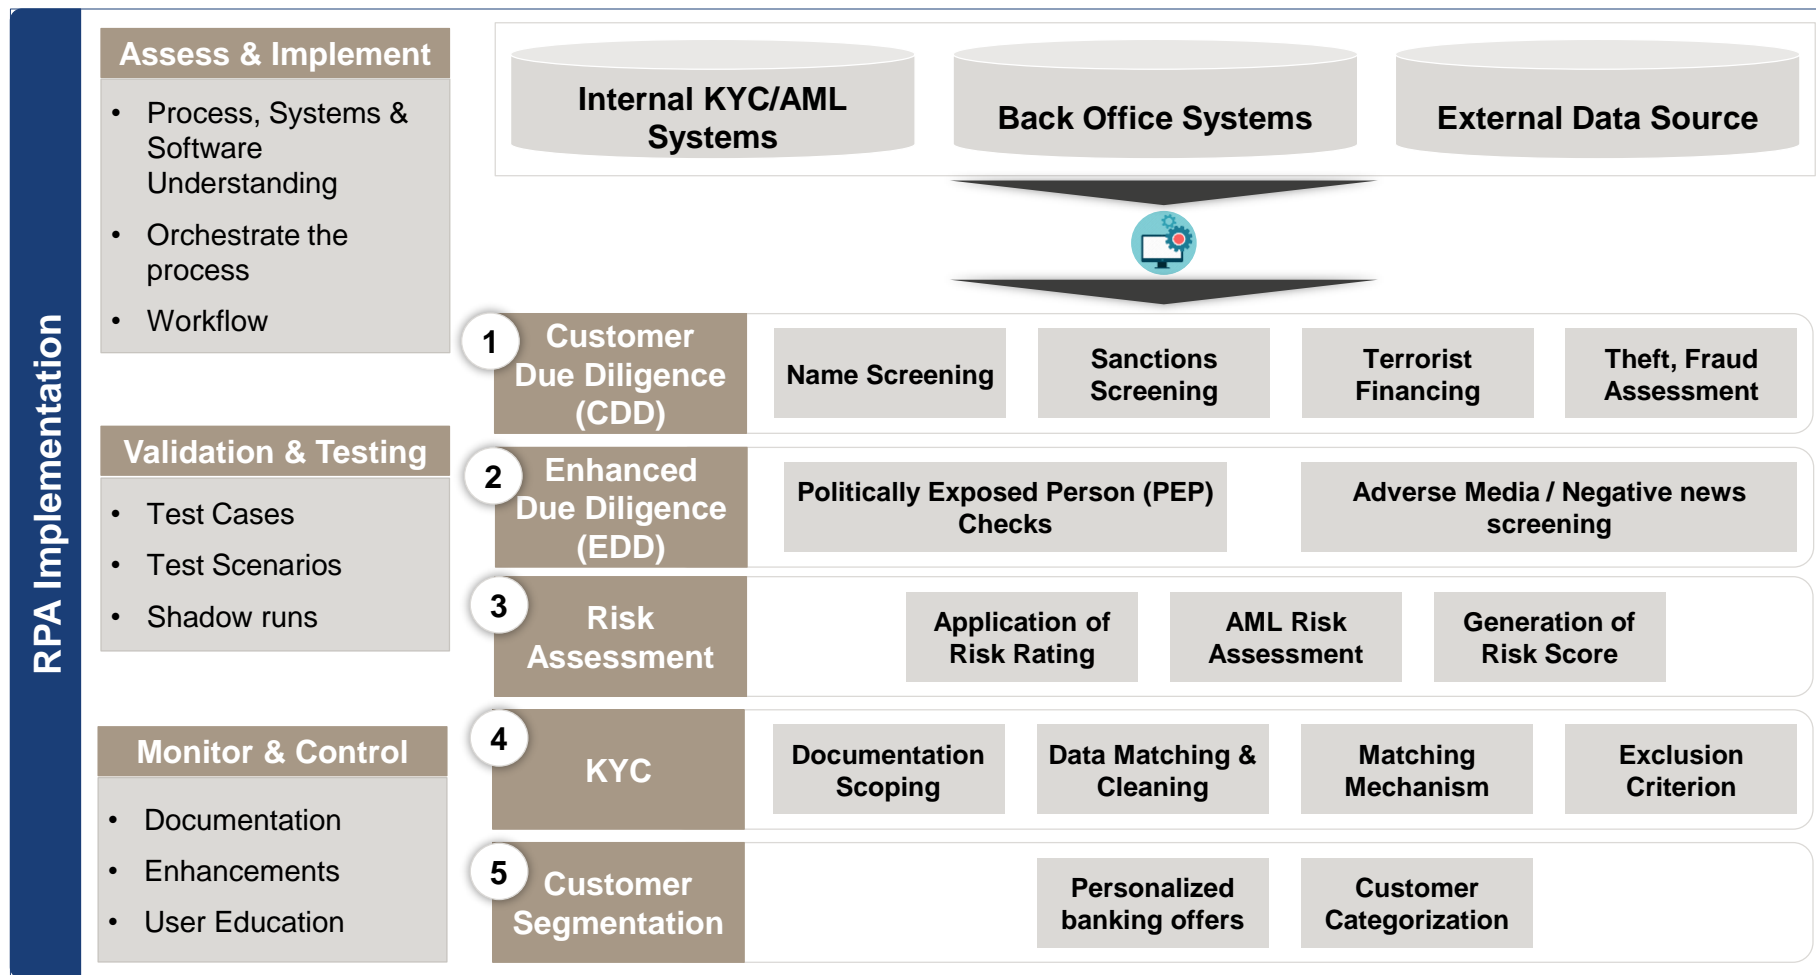 RPA Implementation
Assess & Implement
• Process, Systems &
Software
Understanding
• Orchestrate the
process
• Workflow
Validation & Testing
• Test Cases
• Test Scenarios
• Shadow runs
Monitor & Control
• Documentation
• Enhancements
• User Education
Internal KYC/AML
Systems
Back Office Systems
External Data Source
1
Customer
Due Diligence
(CDD)
Name Screening
Sanctions
Screening
Terrorist
Financing
Theft, Fraud
Assessment
2
Enhanced
Due Diligence
(EDD)
Politically Exposed Person (PEP)
Checks
Adverse Media / Negative news
screening
3
Risk
Assessment
Application of
Risk Rating
AML Risk
Assessment
Generation of
Risk Score
4
KYC
Documentation
Scoping
Data Matching &
Cleaning
Matching
Mechanism
Exclusion
Criterion
5
Customer
Segmentation
Personalized
banking offers
Customer
Categorization